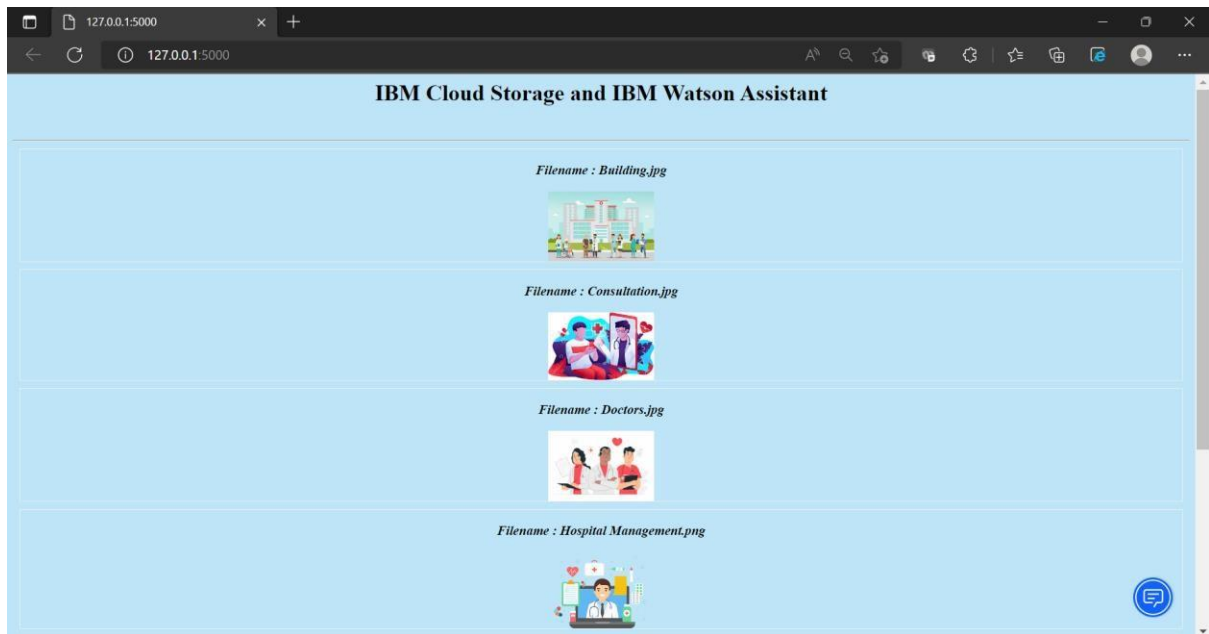 127.0.0.1:5000
127.0.0.1:5000
IBM Cloud Storage and IBM Watson Assistant
Filename : Building.jpg
Filename : Consultation.jpg
Filename : Doctors.jpg
Filename : Hospital Management.png